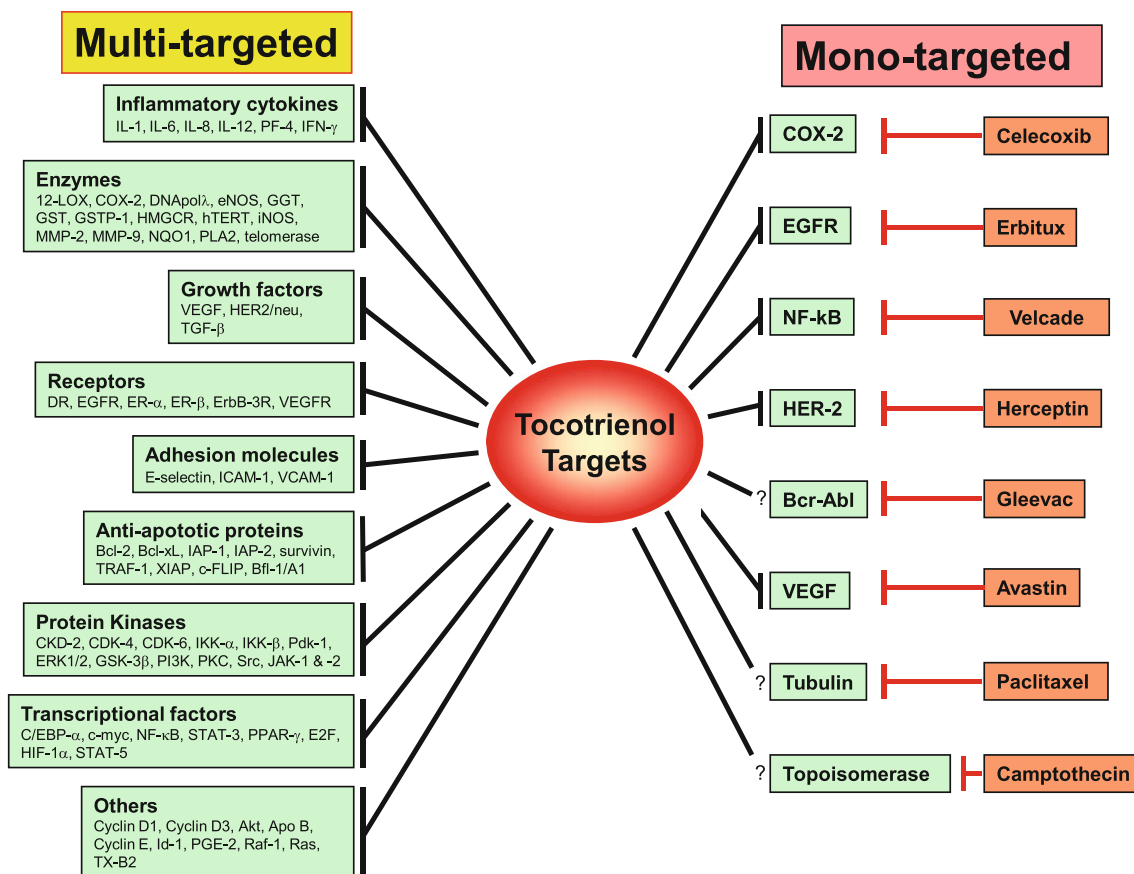 Multi-targeted
Inflammatory cytokines
IL-1, IL-6, IL-8, IL-12, PF-4, IFN-γ
Enzymes
12-LOX, COX-2, DNApolλ, eNOS, GGT,
GST, GSTP-1, HMGCR, hTERT, iNOS,
MMP-2, MMP-9, NQO1, PLA2, telomerase
Growth factors
VEGF, HER2/neu,
TGF-β
Receptors
DR, EGFR, ER-α, ER-β, ErbB-3R, VEGFR
Adhesion molecules
E-selectin, ICAM-1, VCAM-1
Anti-apototic proteins
Bcl-2, Bcl-xL, IAP-1, IAP-2, survivin,
TRAF-1, XIAP, c-FLIP, Bfl-1/A1
Protein Kinases
CKD-2, CDK-4, CDK-6, IKK-α, IKK-β, Pdk-1,
ERK1/2, GSK-3β, PI3K, PKC, Src, JAK-1 & -2
Transcriptional factors
C/EBP-α, c-myc, NF-κB, STAT-3, PPAR-γ, E2F,
HIF-1α, STAT-5
Others
Cyclin D1, Cyclin D3, Akt, Apo B,
Cyclin E, Id-1, PGE-2, Raf-1, Ras,
TX-B2
Tocotrienol
Targets
Mono-targeted
COX-2 Celecoxib
EGFR Erbitux
NF-kB Velcade
HER-2 Herceptin
? Bcr-Abl Gleevac
VEGF Avastin
? Tubulin Paclitaxel
? Topoisomerase Camptothecin